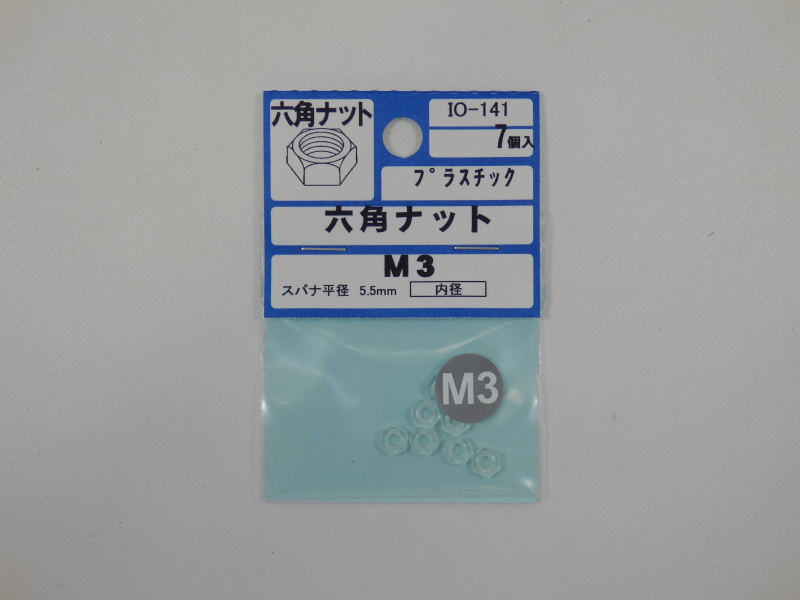 六角ナット
IO-141
7個入
プラスチック
六角ナット
M3
スパナ平径 5.5mm 内径
M3